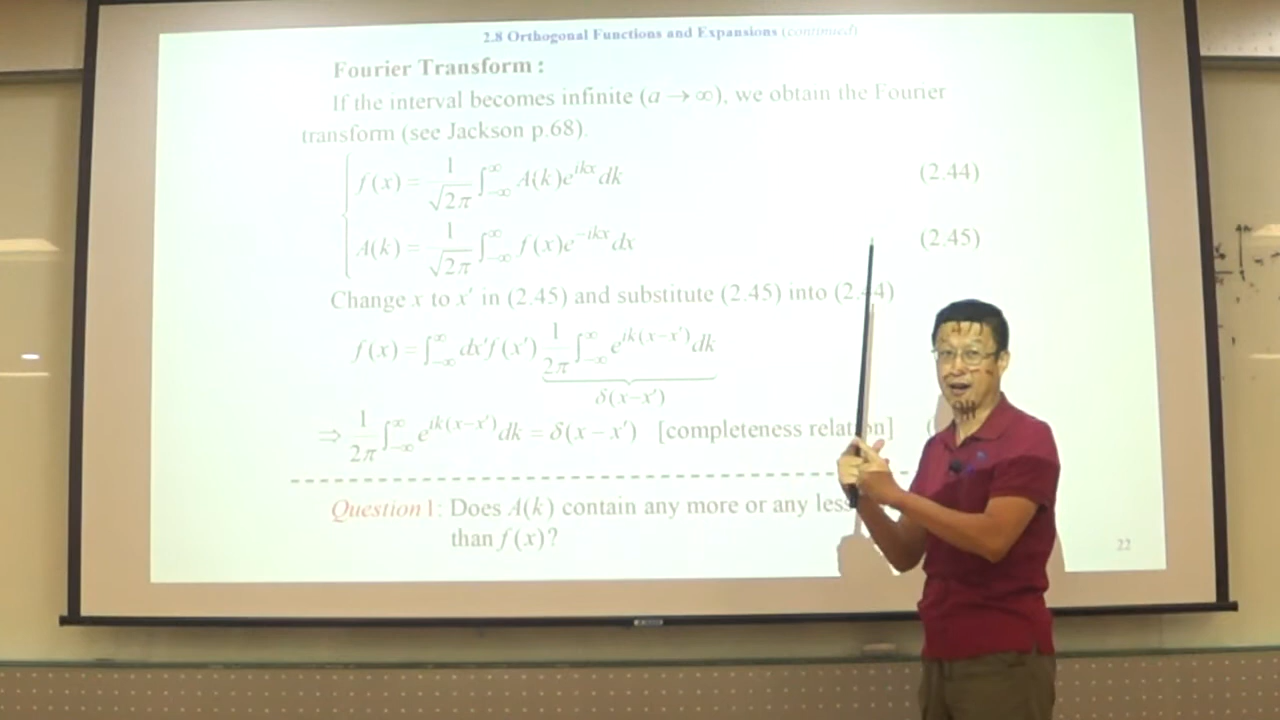 2.8 Orthogonal Functions and Expansions (continued)
Fourier Transform :
If the interval becomes infinite (a → ∞), we obtain the Fourier
transform (see Jackson p.68).
f(x) = 1/√2π ∫_{-∞}^{∞} A(k)e^{ikx} dk (2.44)
A(k) = 1/√2π ∫_{-∞}^{∞} f(x)e^{-ikx} dx (2.45)
Change x to x′ in (2.45) and substitute (2.45) into (2.44)
f(x) = ∫_{-∞}^{∞} dx′f(x′) 1/2π ∫_{-∞}^{∞} e^{ik(x-x′)} dk
δ(x-x′)
⇒ 1/2π ∫_{-∞}^{∞} e^{ik(x-x′)} dk = δ(x-x′) [completeness relation] (
Question 1: Does A(k) contain any more or any less
than f(x)?
22